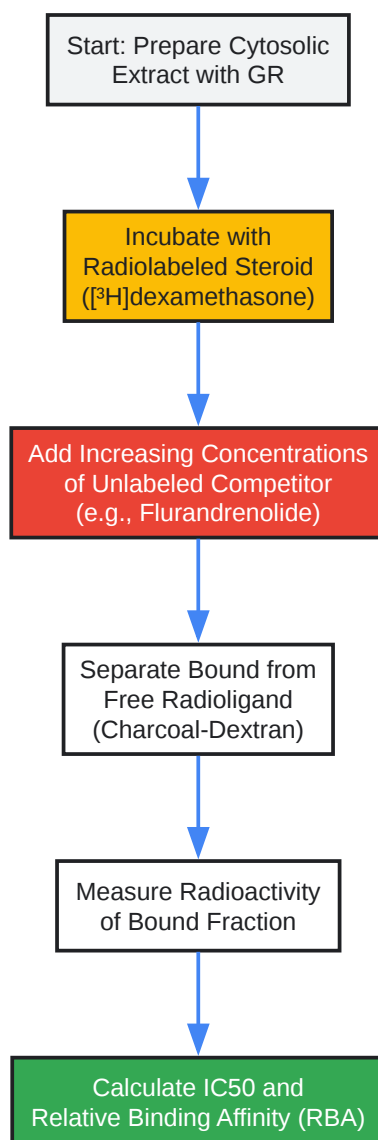 Start: Prepare Cytosolic
Extract with GR
Incubate with
Radiolabeled Steroid
([³H]dexamethasone)
Add Increasing Concentrations
of Unlabeled Competitor
(e.g., Flurandrenolide)
Separate Bound from
Free Radioligand
(Charcoal-Dextran)
Measure Radioactivity
of Bound Fraction
Calculate IC50 and
Relative Binding Affinity (RBA)